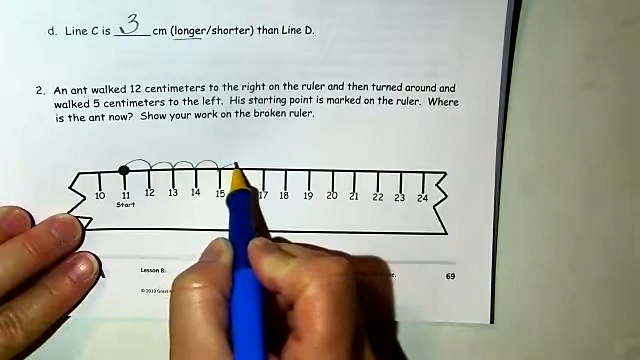 d. Line C is 3 cm (longer/shorter) than Line D.
2. An ant walked 12 centimeters to the right on the ruler and then turned around and
walked 5 centimeters to the left. His starting point is marked on the ruler. Where
is the ant now? Show your work on the broken ruler.
10 11 12 13 14 15 17 18 19 20 21 22 23 24
Start
Lesson 8:
69
© 2015 Great